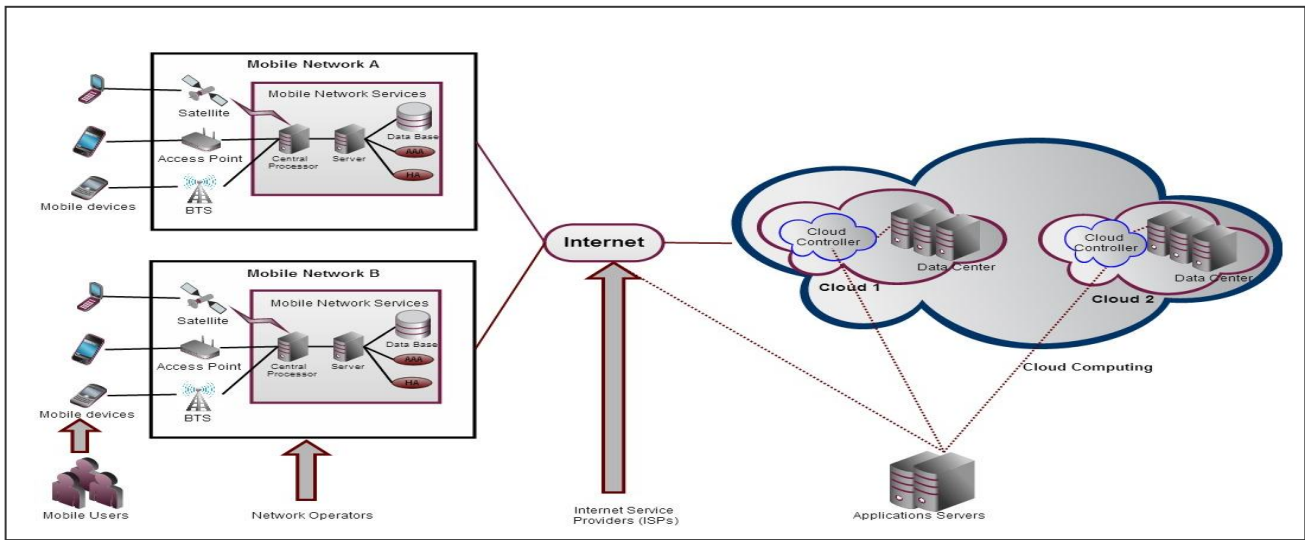 Mobile Network A
Mobile Network Services
Satellite
Data Base
Access Point
Central
Processor
Server
AAA
HA
Mobile devices
BTS
Mobile Network B
Mobile Network Services
Satellite
Data Base
Access Point
Central
Processor
Server
AAA
HA
Mobile devices
BTS
Internet
Cloud
Controller
Data Center
Cloud 1
Cloud
Controller
Data Center
Cloud 2
Cloud Computing
Mobile Users
Network Operators
Internet Service
Providers (ISPs)
Applications Servers